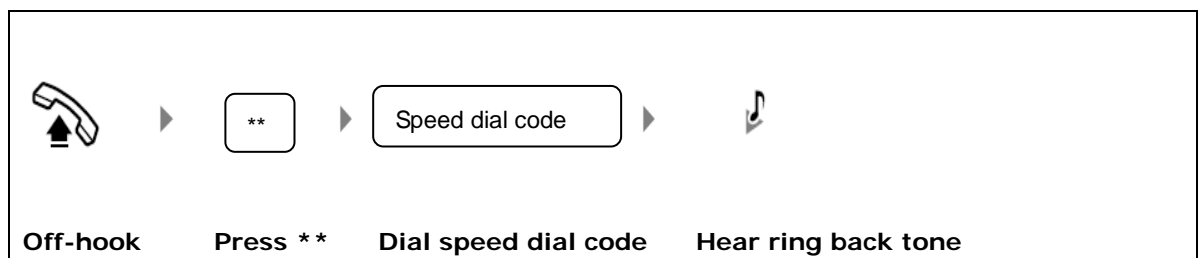 ** Speed dial code
Off-hook Press ** Dial speed dial code Hear ring back tone